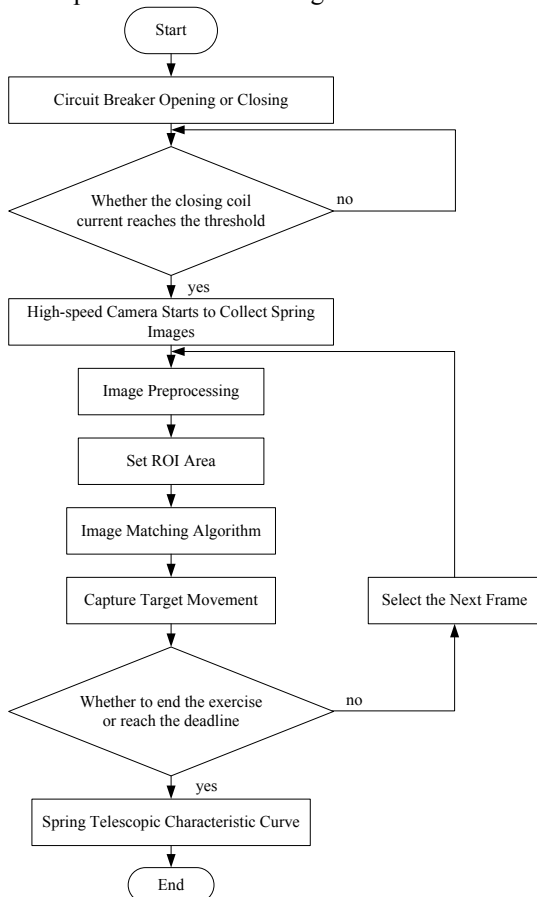 Start
Circuit Breaker Opening or Closing
Whether the closing coil
current reaches the threshold
no
yes
High-speed Camera Starts to Collect Spring
Images
Image Preprocessing
Set ROI Area
Image Matching Algorithm
Capture Target Movement
Select the Next Frame
Whether to end the exercise
or reach the deadline
no
yes
Spring Telescopic Characteristic Curve
End